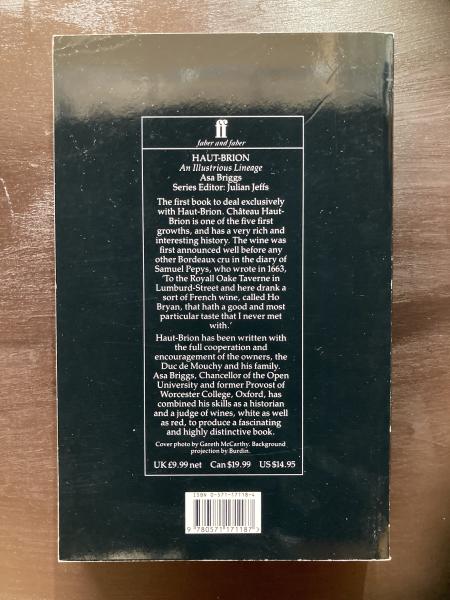 ff
faber and faber
HAUT-BRION
An Illustrious Lineage
Asa Briggs
Series Editor: Julian Jeffs
The first book to deal exclusively
with Haut-Brion. Château Haut-
Brion is one of the five first
growths, and has a very rich and
interesting history. The wine was
first announced well before any
other Bordeaux cru in the diary of
Samuel Pepys, who wrote in 1663,
'To the Royall Oake Taverne in
Lumburd-Street and here drank a
sort of French wine, called Ho
Bryan, that hath a good and most
particular taste that I never met
with.'
Haut-Brion has been written with
the full cooperation and
encouragement of the owners, the
Duc de Mouchy and his family.
Asa Briggs, Chancellor of the Open
University and former Provost of
Worcester College, Oxford, has
combined his skills as a historian
and a judge of wines, white as well
as red, to produce a fascinating
and highly distinctive book.
Cover photo by Gareth McCarthy. Background
projection by Burdin.
UK £9.99 net Can $19.99 US $14.95
ISBN 0-571-17118-4
9 780571 171187 >